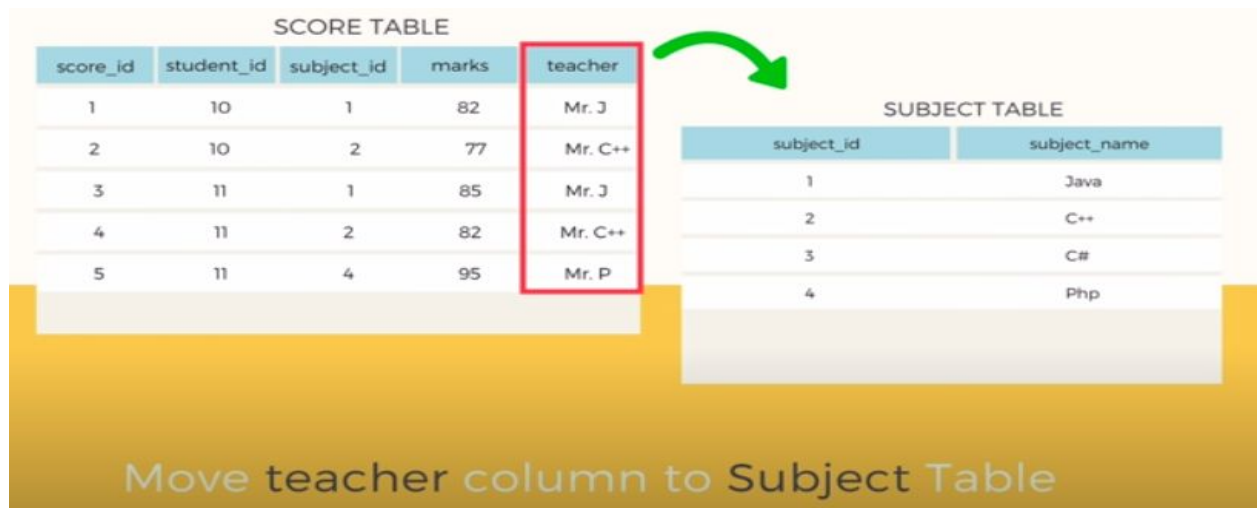 SCORE TABLE
score_id student_id subject_id marks teacher
1 10 1 82 Mr. J
2 10 2 77 Mr. C++
3 11 1 85 Mr. J
4 11 2 82 Mr. C++
5 11 4 95 Mr. P
SUBJECT TABLE
subject_id subject_name
1 Java
2 C++
3 C#
4 Php
Move teacher column to Subject Table